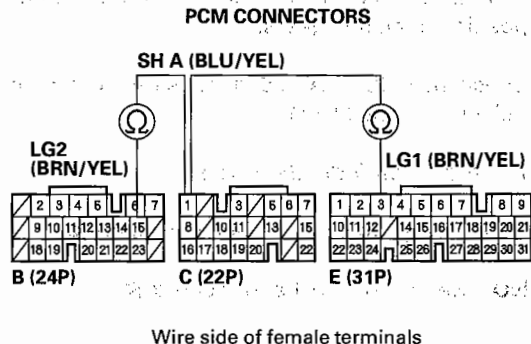 PCM CONNECTORS
SH A (BLU/YEL)
Ω Ω
LG2
(BRN/YEL)
LG1 (BRN/YEL)
2 3 4 5 6 7
1 3 5 6
1 2 3 4 5 6 7 8 9
9 10 11 12 13 14 15
8 10 11 13 15
10 11 12 14 15 16 17 18 19 20 21
18 19 20 21 22 23
16 17 18 19 20 22
22 23 24 25 26 27 28 29 30 31
B (24P)
C (22P)
E (31P)
Wire side of female terminals